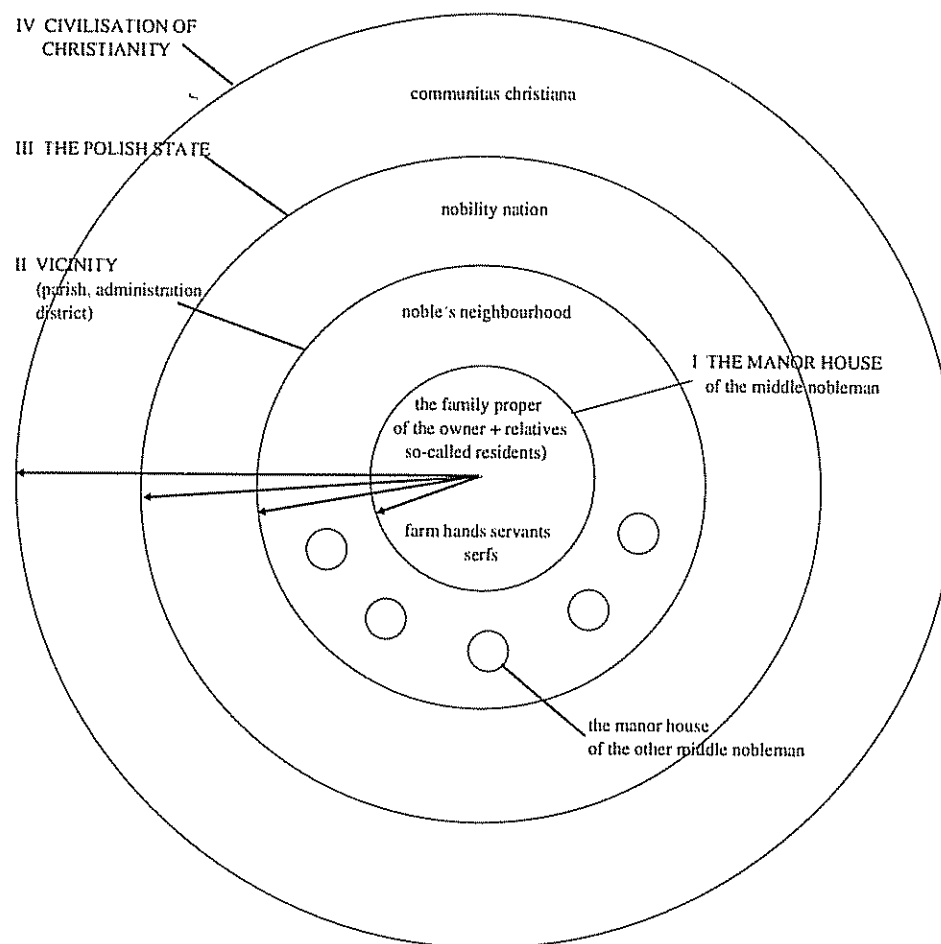 IV CIVILISATION OF
CHRISTIANITY
communitas christiana
III THE POLISH STATE
nobility nation
II VICINITY
(parish, administration
district)
noble's neighbourhood
I THE MANOR HOUSE
of the middle nobleman
the family proper
of the owner + relatives
so-called residents)
farm hands servants
serfs
the manor house
of the other middle nobleman